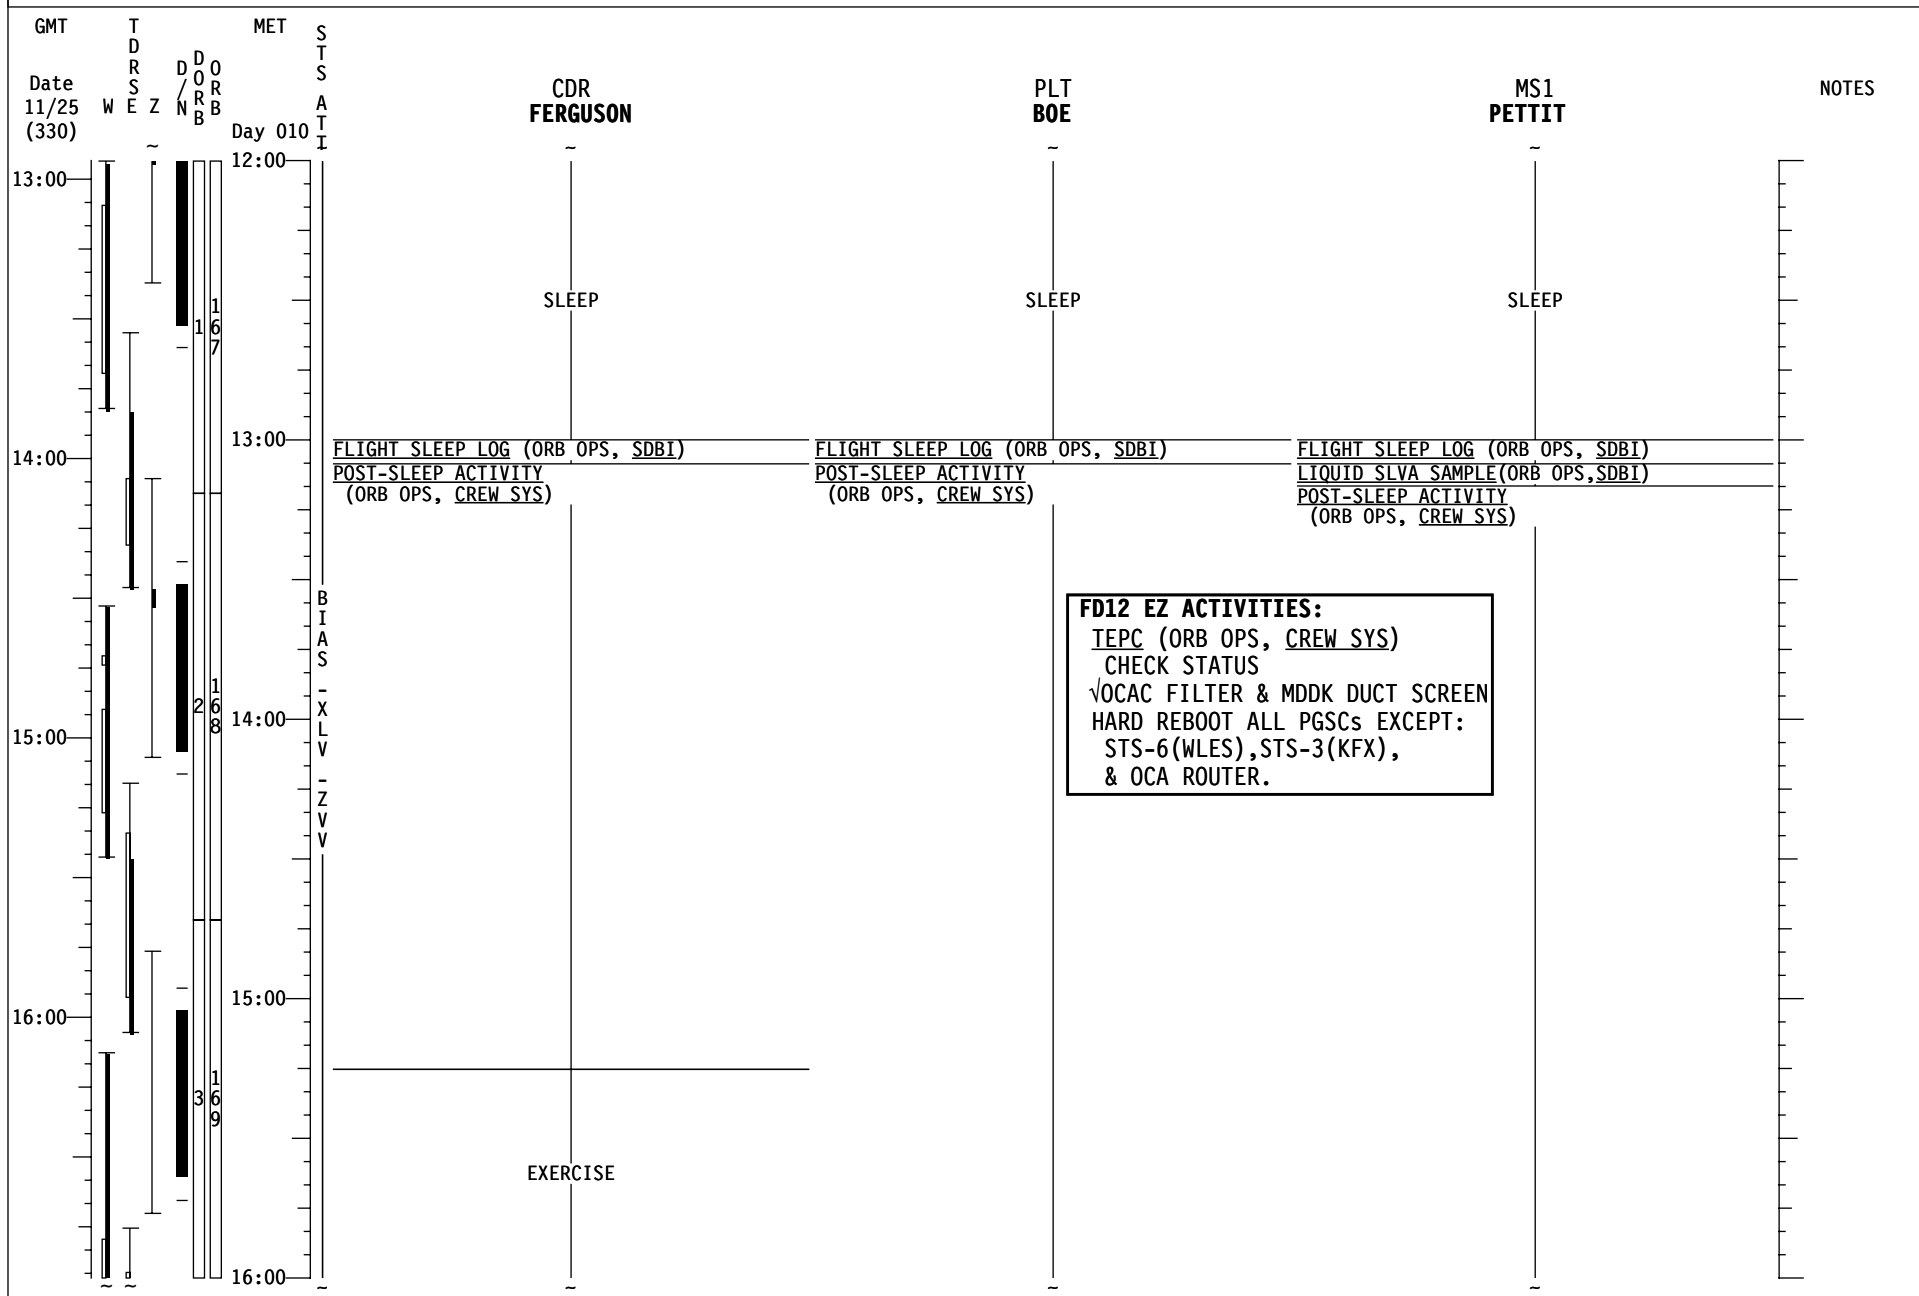 GMT
TDRS
MET
STS ATT
Date
11/25
(330)
W E Z
D/N
DORB
ORB
Day 010
CDR
FERGUSON
PLT
BOE
MS1
PETTIT
NOTES
~ ~ ~ ~
12:00
13:00
SLEEP SLEEP SLEEP
1
167
13:00
FLIGHT SLEEP LOG (ORB OPS, SDBI)
POST-SLEEP ACTIVITY
(ORB OPS, CREW SYS)
FLIGHT SLEEP LOG (ORB OPS, SDBI)
POST-SLEEP ACTIVITY
(ORB OPS, CREW SYS)
FLIGHT SLEEP LOG (ORB OPS, SDBI)
LIQUID SLVA SAMPLE(ORB OPS,SDBI)
POST-SLEEP ACTIVITY
(ORB OPS, CREW SYS)
14:00
BIAS -XLV -ZVV
FD12 EZ ACTIVITIES:
TEPC (ORB OPS, CREW SYS)
CHECK STATUS
√OCAC FILTER & MDDK DUCT SCREEN
HARD REBOOT ALL PGSCs EXCEPT:
STS-6(WLES),STS-3(KFX),
& OCA ROUTER.
2
168
14:00
15:00
15:00
16:00
3
169
EXERCISE
16:00
~ ~ ~ ~ ~ ~